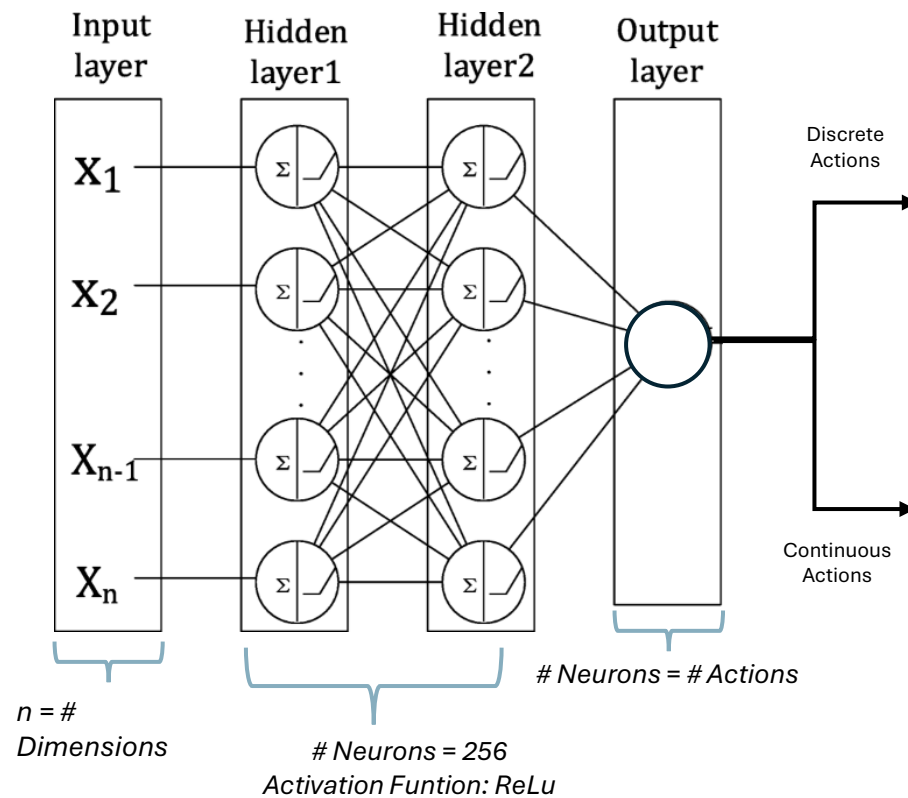 Input
layer
Hidden
layer1
Hidden
layer2
Output
layer
X1
X2
Xn-1
Xn
Σ
Σ
Σ
Σ
Σ
Σ
Σ
Σ
Discrete
Actions
Continuous
Actions
n = #
Dimensions
# Neurons = 256
Activation Funtion: ReLu
# Neurons = # Actions